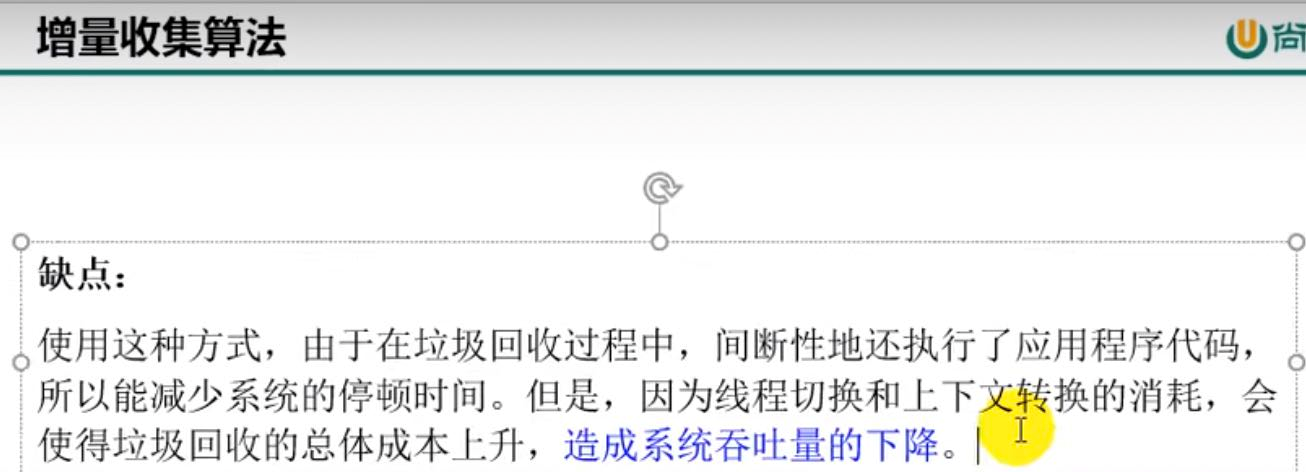 增量收集算法
U尚
缺点：
使用这种方式，由于在垃圾回收过程中，间断性地还执行了应用程序代码，
所以能减少系统的停顿时间。但是，因为线程切换和上下文转换的消耗，会
使得垃圾回收的总体成本上升，造成系统吞吐量的下降。